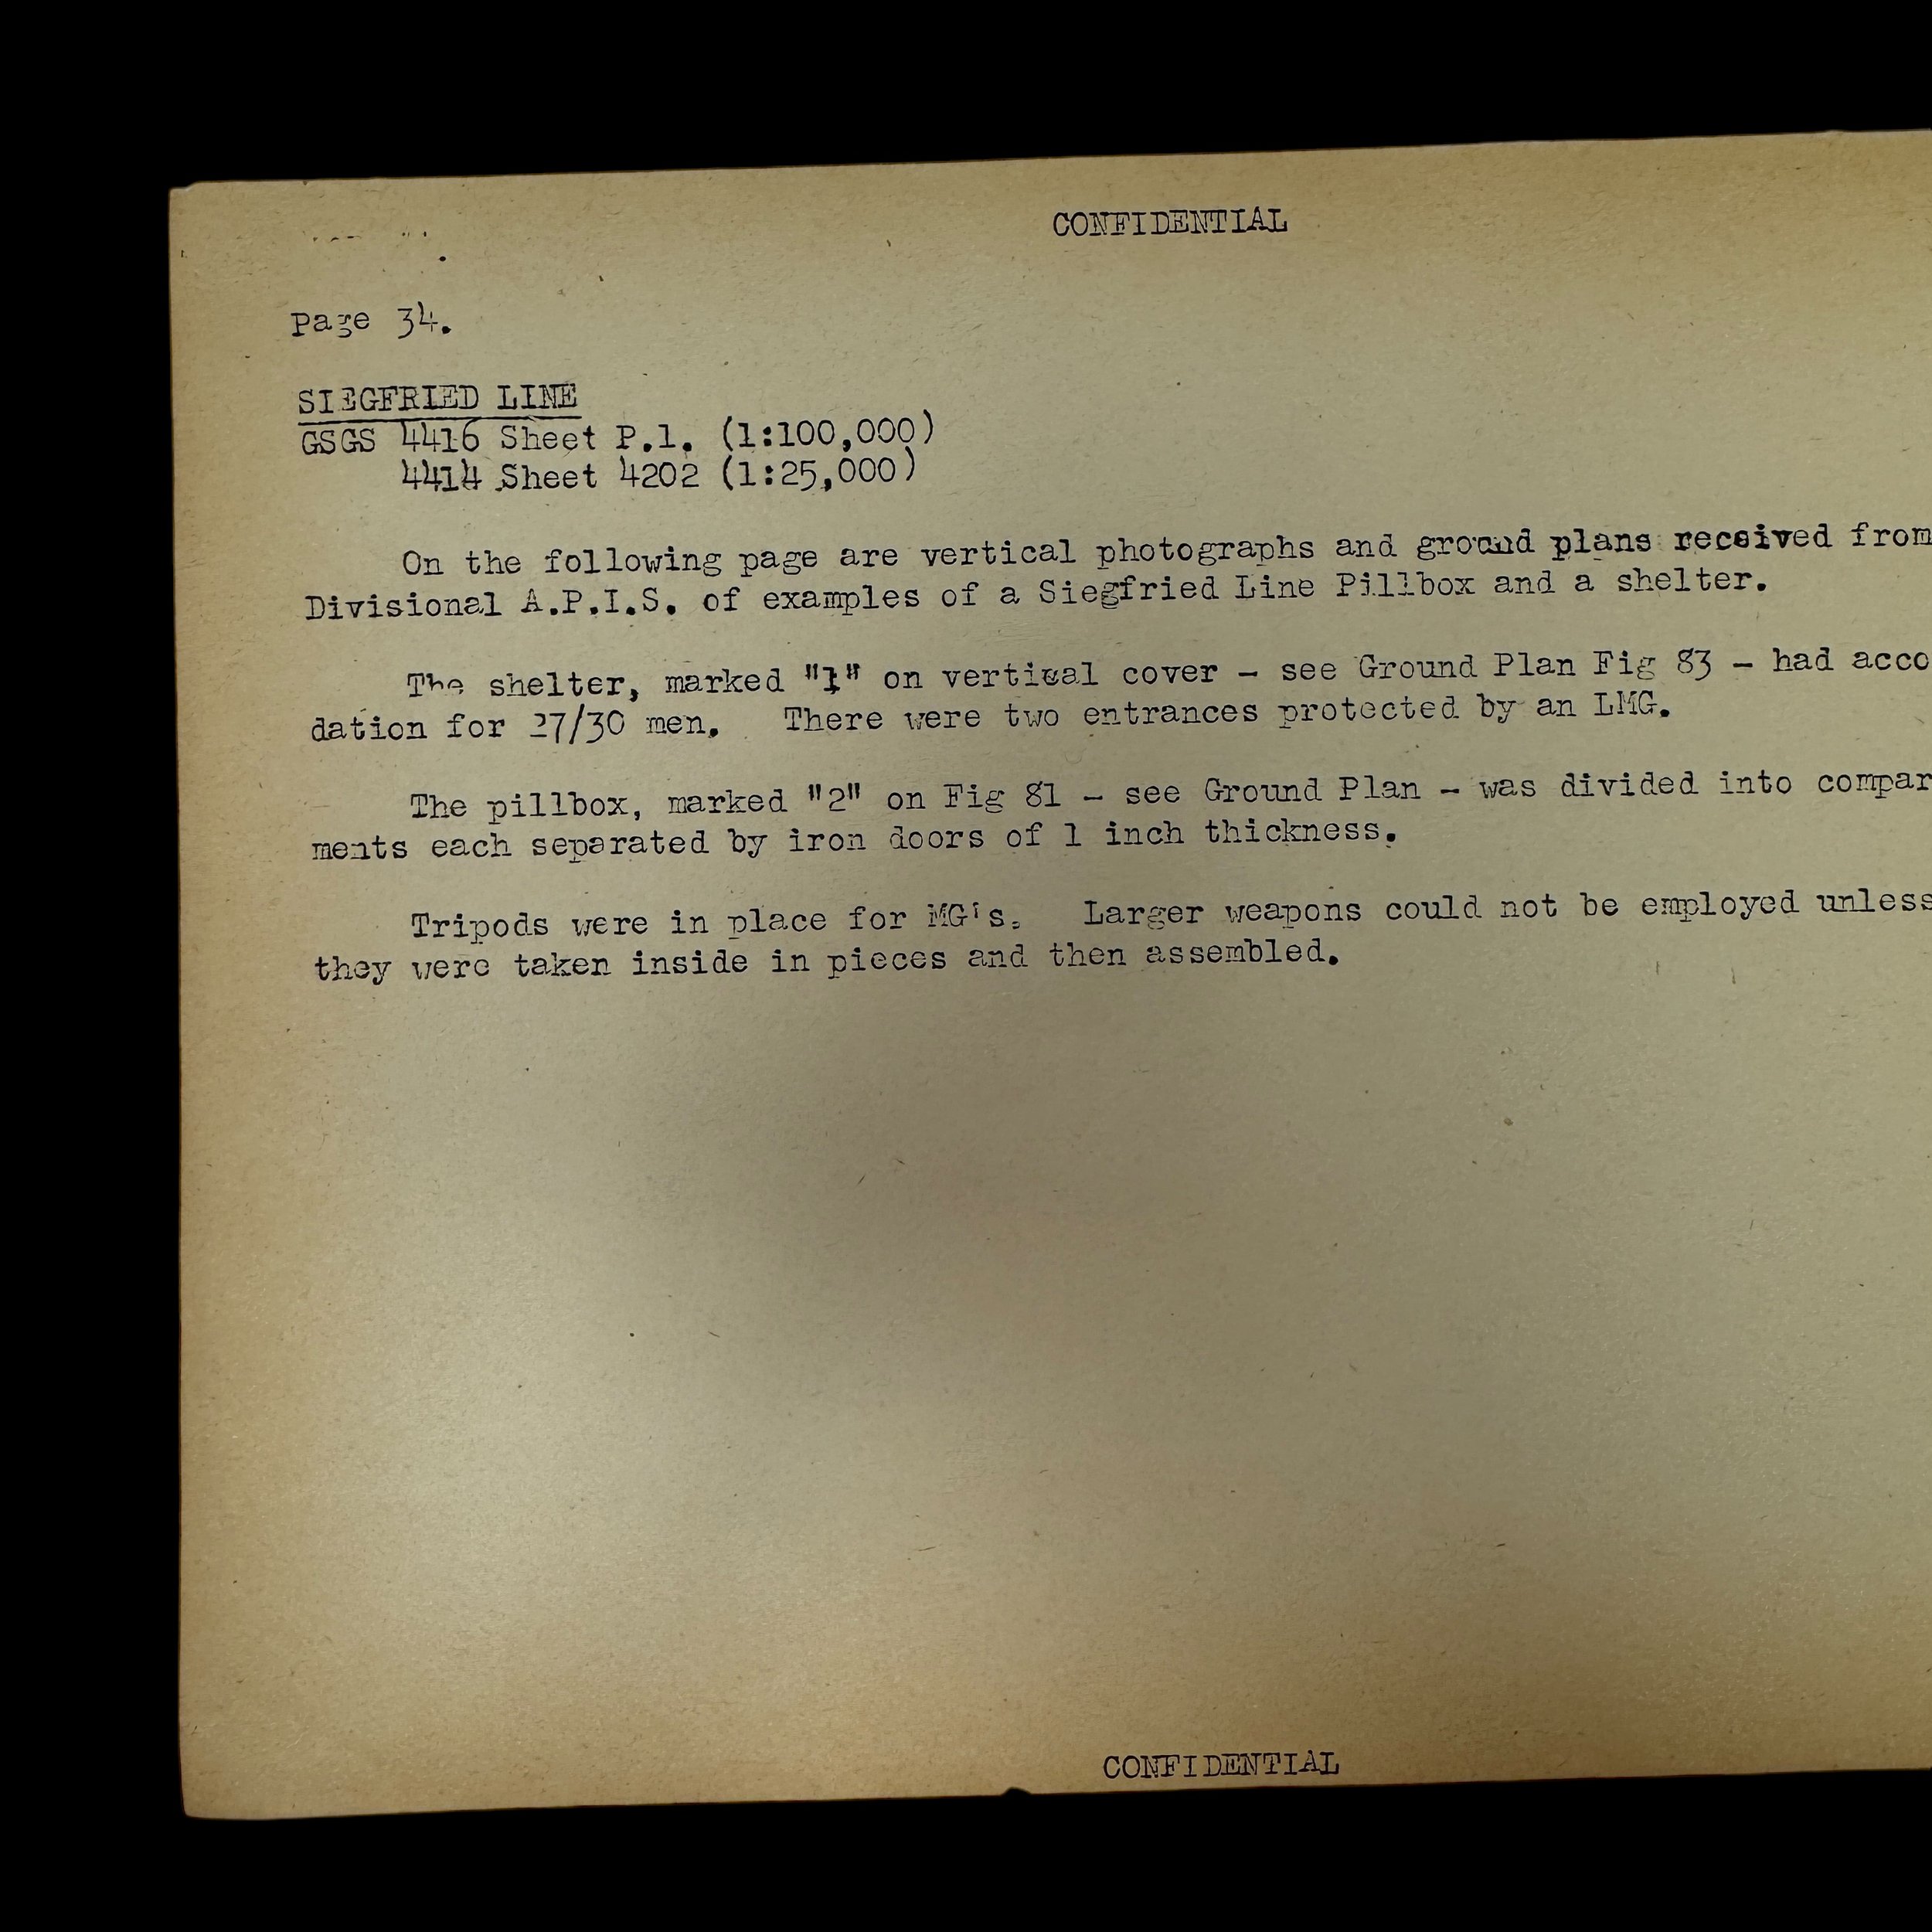 CONFIDENTIAL
Page 34.
SIEGFRIED LINE
GSGS 4416 Sheet P.1. (1:100,000)
4414 Sheet 4202 (1:25,000)
On the following page are vertical photographs and ground plans received from
Divisional A.P.I.S. of examples of a Siegfried Line Pillbox and a shelter.
The shelter, marked "1" on vertical cover - see Ground Plan Fig 83 - had acco
dation for 27/30 men. There were two entrances protected by an LMG.
The pillbox, marked "2" on Fig 81 - see Ground Plan - was divided into compar
ments each separated by iron doors of 1 inch thickness.
Tripods were in place for MG's. Larger weapons could not be employed unless
they were taken inside in pieces and then assembled.
CONFIDENTIAL